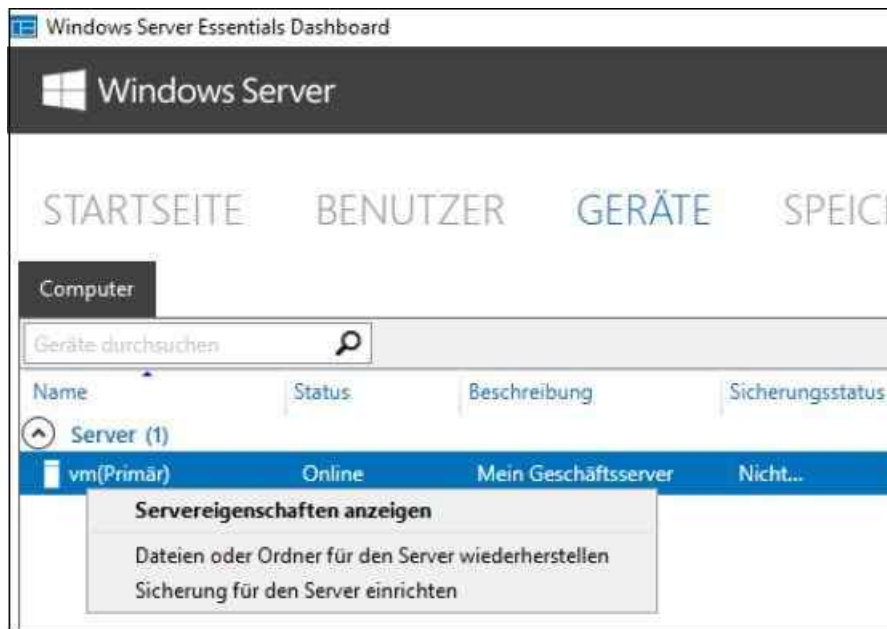 Windows Server Essentials Dashboard
Windows Server
STARTSEITE BENUTZER GERÄTE SPEIC
Computer
Geräte durchsuchen
Name Status Beschreibung Sicherungsstatus
Server (1)
vm(Primär) Online Mein Geschäftsserver Nicht...
Servereigenschaften anzeigen
Dateien oder Ordner für den Server wiederherstellen
Sicherung für den Server einrichten